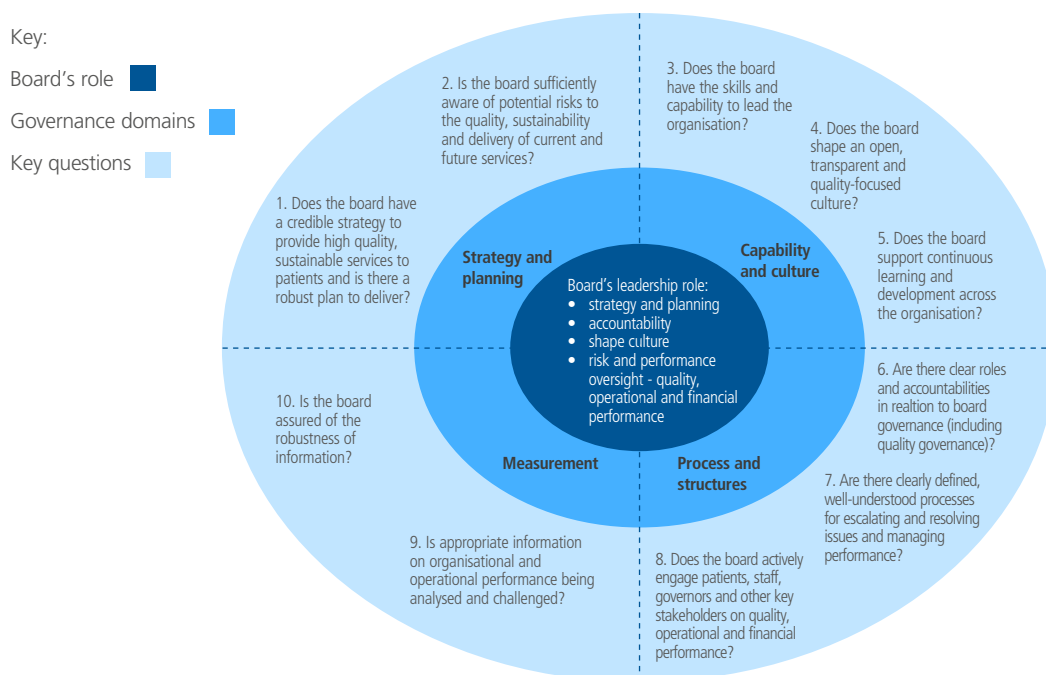 Key:
Board's role
Governance domains
Key questions
1. Does the board have
a credible strategy to
provide high quality,
sustainable services to
patients and is there a
robust plan to deliver?
2. Is the board sufficiently
aware of potential risks to
the quality, sustainability
and delivery of current and
future services?
3. Does the board
have the skills and
capability to lead the
organisation?
4. Does the board
shape an open,
transparent and
quality-focused
culture?
5. Does the board
support continuous
learning and
development across
the organisation?
6. Are there clear roles
and accountabilities
in realtion to board
governance (including
quality governance)?
7. Are there clearly defined,
well-understood processes
for escalating and resolving
issues and managing
performance?
8. Does the board actively
engage patients, staff,
governors and other key
stakeholders on quality,
operational and financial
performance?
9. Is appropriate information
on organisational and
operational performance being
analysed and challenged?
10. Is the board
assured of the
robustness of
information?
Strategy and
planning
Capability
and culture
Measurement
Process and
structures
Board's leadership role:
• strategy and planning
• accountability
• shape culture
• risk and performance
oversight - quality,
operational and financial
performance